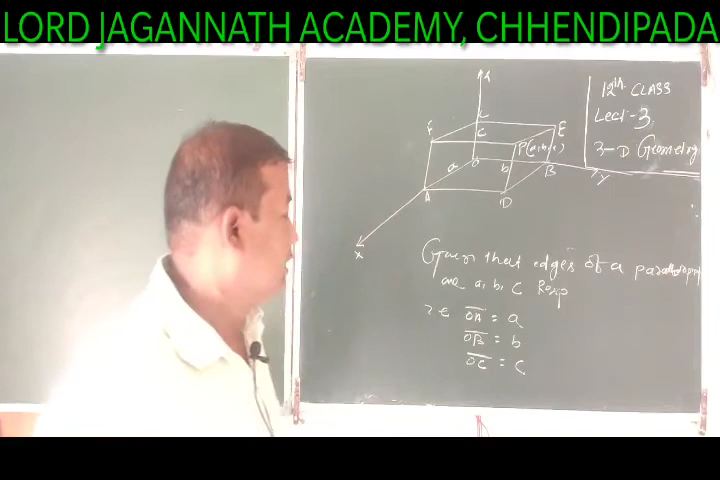 LORD JAGANNATH ACADEMY, CHHENDIPADA
12th CLASS
Lect-3
3-D Geometry
Z
F
C
E
P(a,b,c)
a
O
b
B
Y
A
D
X
Given that edges of a
are a, b, c Resp
i.e OA = a
OB = b
OC = c